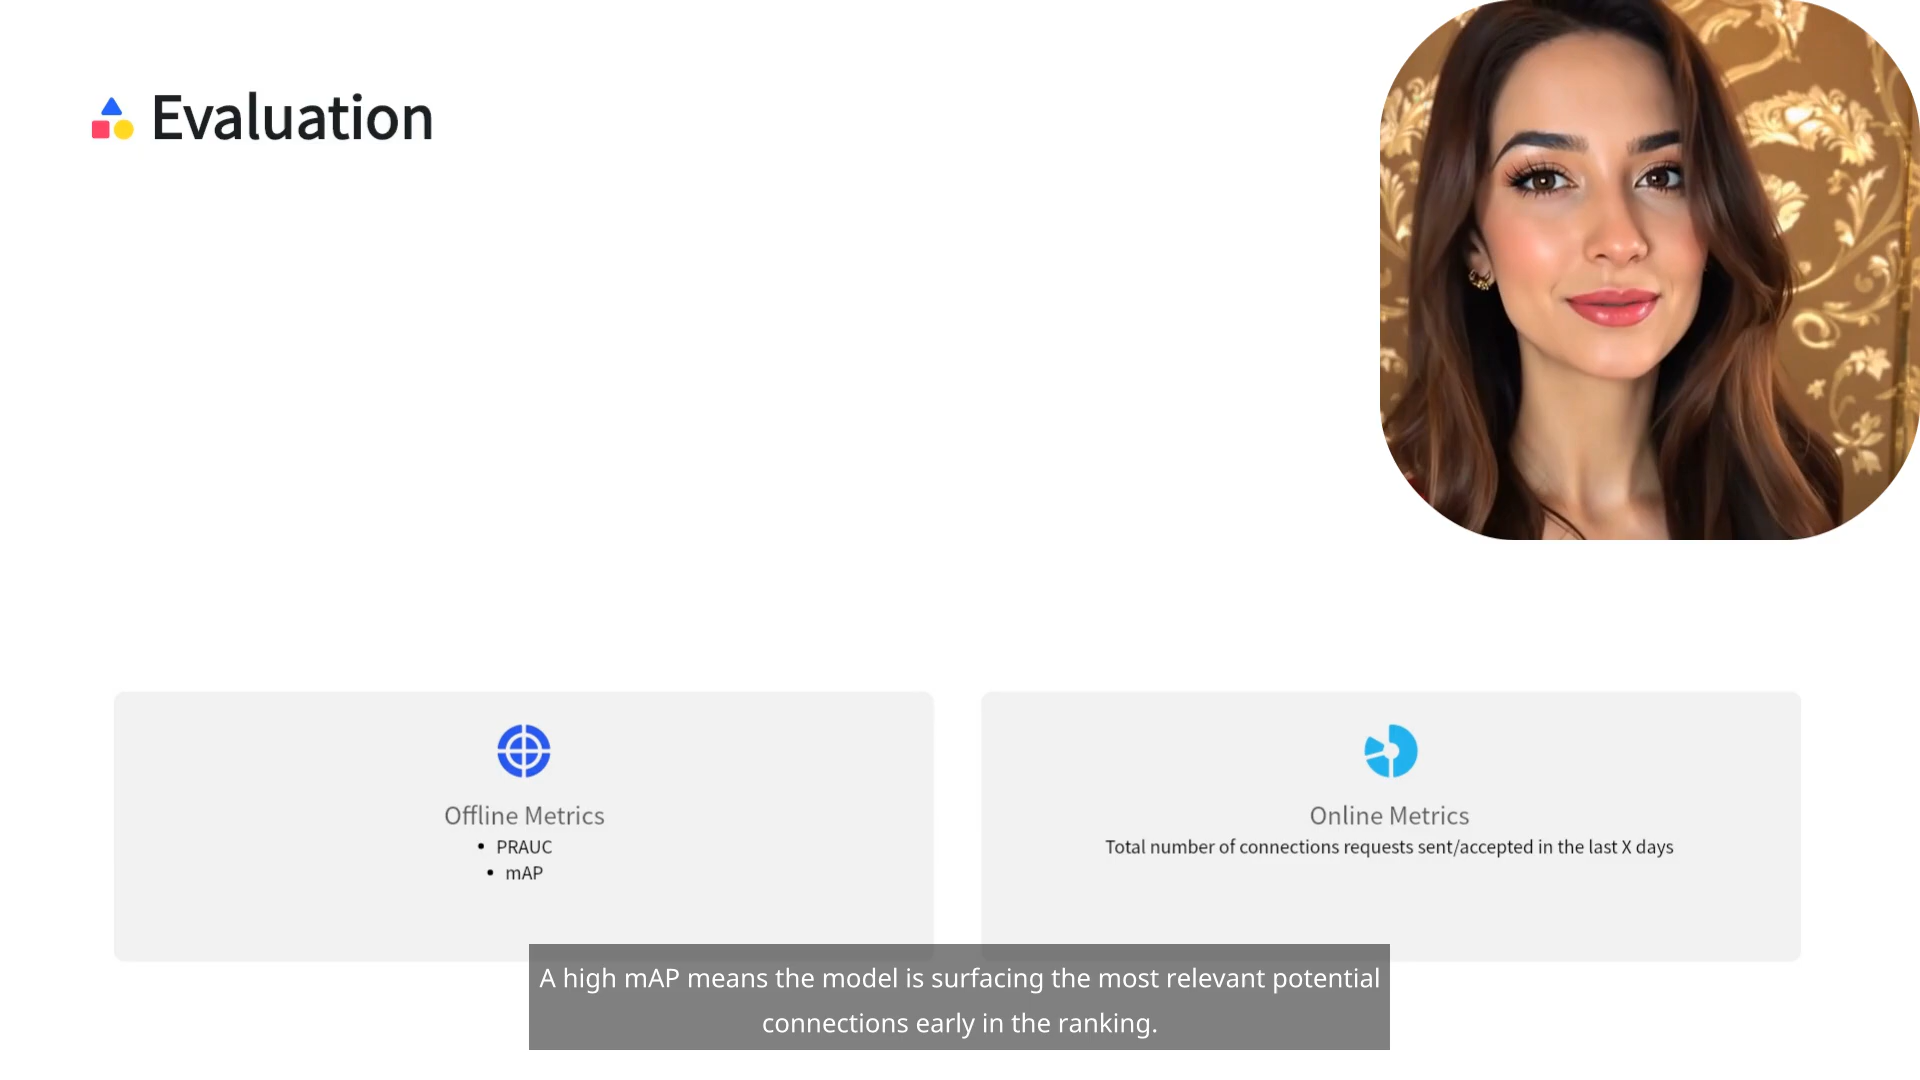 Evaluation
Offline Metrics
• PRAUC
• mAP
Online Metrics
Total number of connections requests sent/accepted in the last X days
A high mAP means the model is surfacing the most relevant potential
connections early in the ranking.